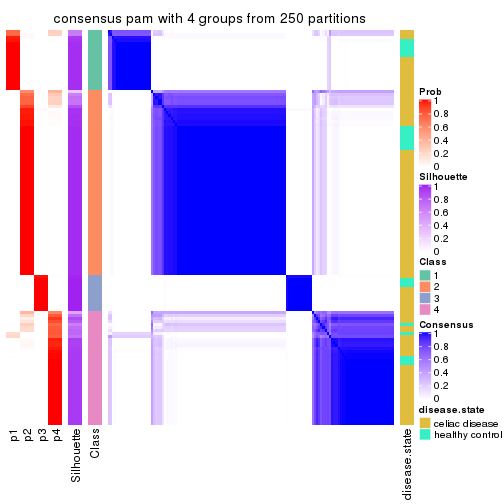 consensus pam with 4 groups from 250 partitions
Prob
1
0.8
0.6
0.4
0.2
0
Silhouette
1
0.8
0.6
0.4
0.2
0
Class
1
2
3
4
Consensus
1
0.8
0.6
0.4
0.2
0
disease.state
celiac disease
healthy control
p1
p2
p3
p4
Silhouette
Class
disease.state